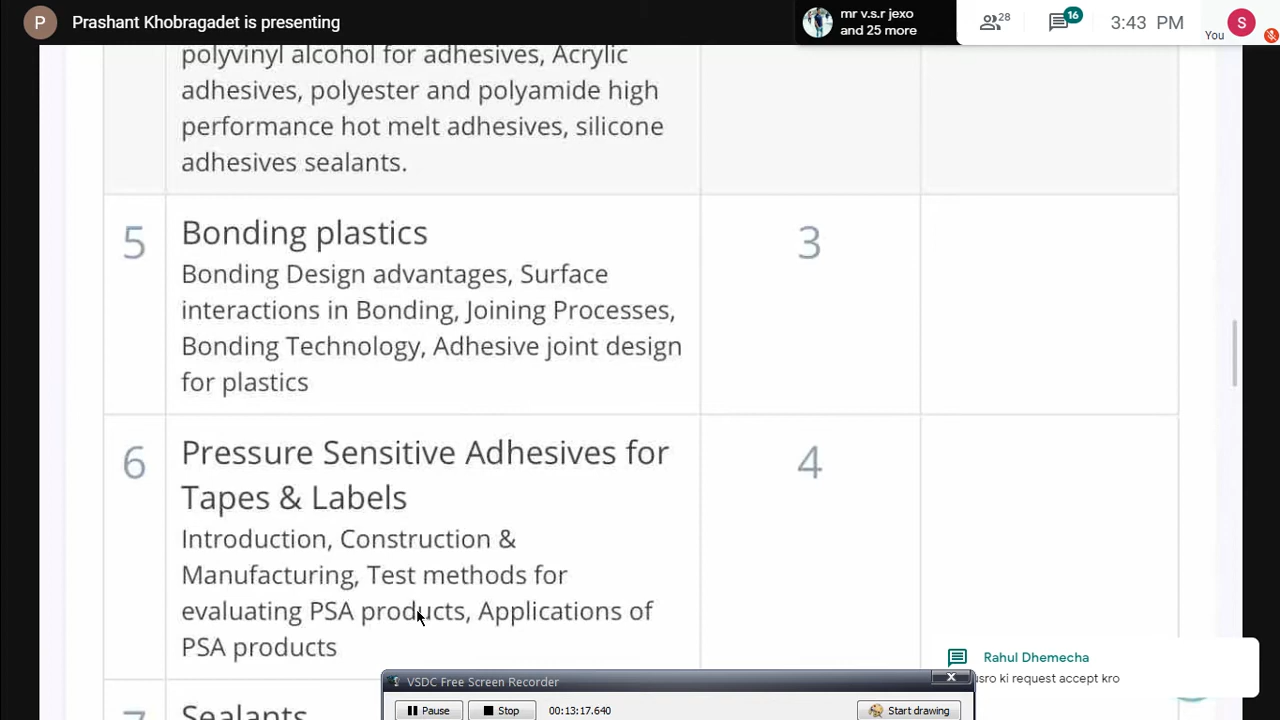 P
Prashant Khobragadet is presenting
mr v.s.r jexo
and 25 more
28
16
3:43 PM
You
S
polyvinyl alcohol for adhesives, Acrylic
adhesives, polyester and polyamide high
performance hot melt adhesives, silicone
adhesives sealants.
5
Bonding plastics
3
Bonding Design advantages, Surface
interactions in Bonding, Joining Processes,
Bonding Technology, Adhesive joint design
for plastics
6
Pressure Sensitive Adhesives for
4
Tapes & Labels
Introduction, Construction &
Manufacturing, Test methods for
evaluating PSA products, Applications of
PSA products
Rahul Dhemecha
ki request accept kro
VSDC Free Screen Recorder
7
Sealants
Pause
Stop
00:13:17.640
Start drawing